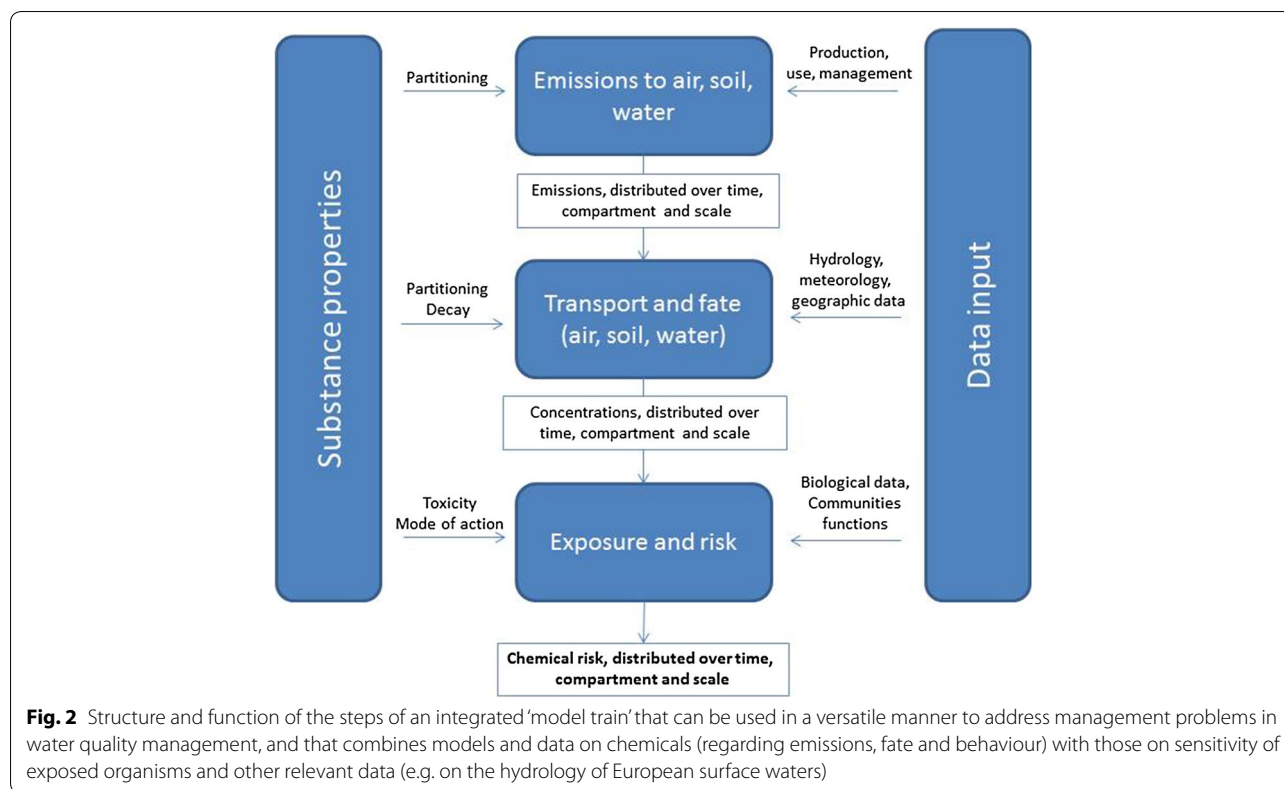 Substance properties
Partitioning
Emissions to air, soil,
water
Production,
use, management
Emissions, distributed over time,
compartment and scale
Partitioning
Decay
Transport and fate
(air, soil, water)
Hydrology,
meteorology,
geographic data
Concentrations, distributed over
time, compartment and scale
Toxicity
Mode of action
Exposure and risk
Biological data,
Communities
functions
Chemical risk, distributed over time,
compartment and scale
Data input
Fig. 2 Structure and function of the steps of an integrated ‘model train’ that can be used in a versatile manner to address management problems in
water quality management, and that combines models and data on chemicals (regarding emissions, fate and behaviour) with those on sensitivity of
exposed organisms and other relevant data (e.g. on the hydrology of European surface waters)